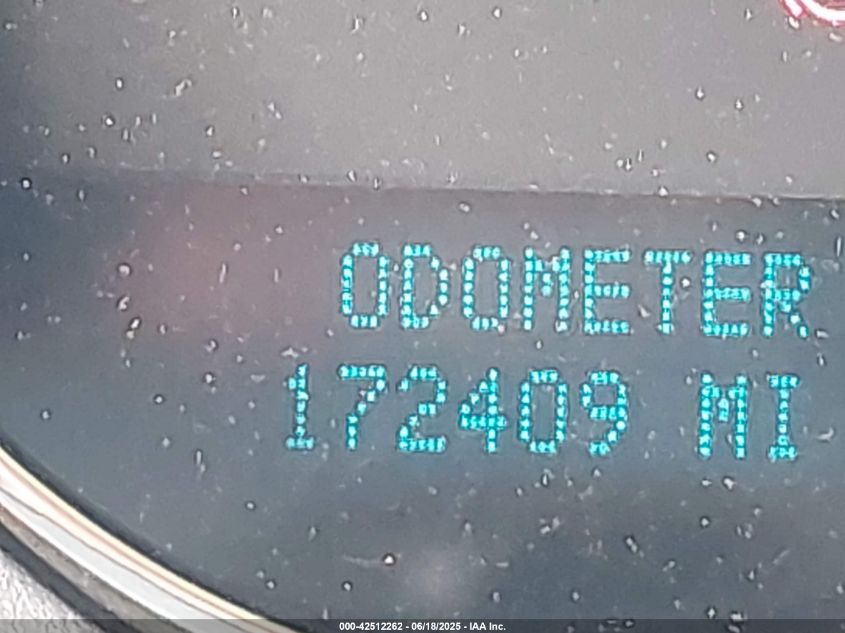 ODOMETER
172409 MI
000-42512262 - 06/18/2025 - IAA Inc.